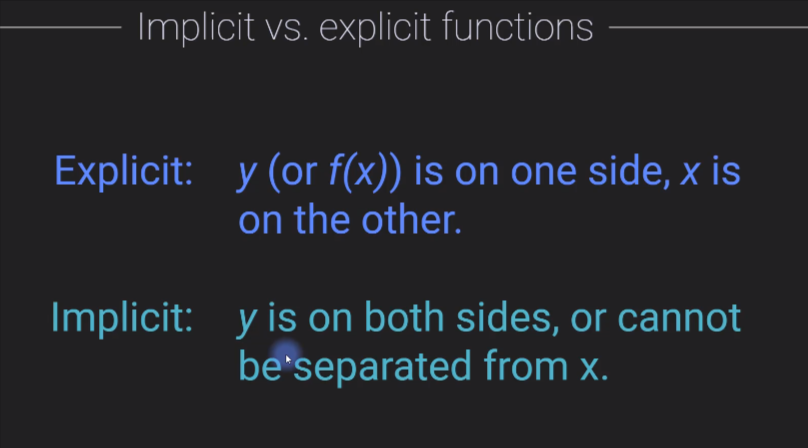 Implicit vs. explicit functions
Explicit: y (or f(x)) is on one side, x is
on the other.
Implicit: y is on both sides, or cannot
be separated from x.